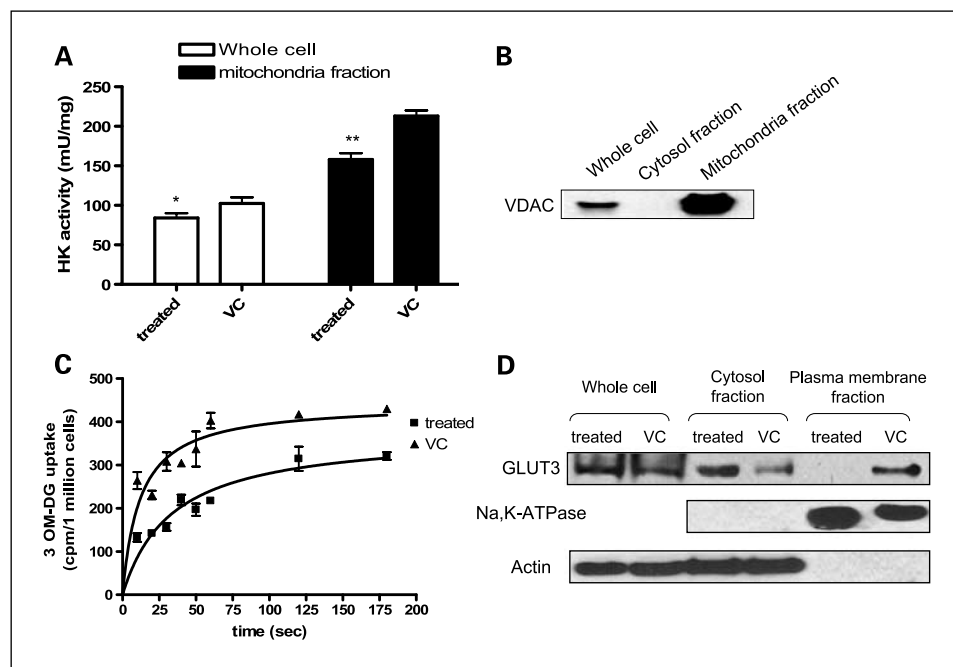 A
Whole cell
mitochondria fraction
HK activity (mU/mg)
250
200
150
100
50
0
*
**
treated
VC
treated
VC
B
Whole cell
Cytosol fraction
Mitochondria fraction
VDAC
C
3 OM-DG uptake
(cpm/1 million cells)
500
400
300
200
100
0
0 25 50 75 100 125 150 175 200
time (sec)
treated
VC
D
Whole cell
Cytosol
fraction
Plasma membrane
fraction
treated VC treated VC treated VC
GLUT3
Na,K-ATPase
Actin